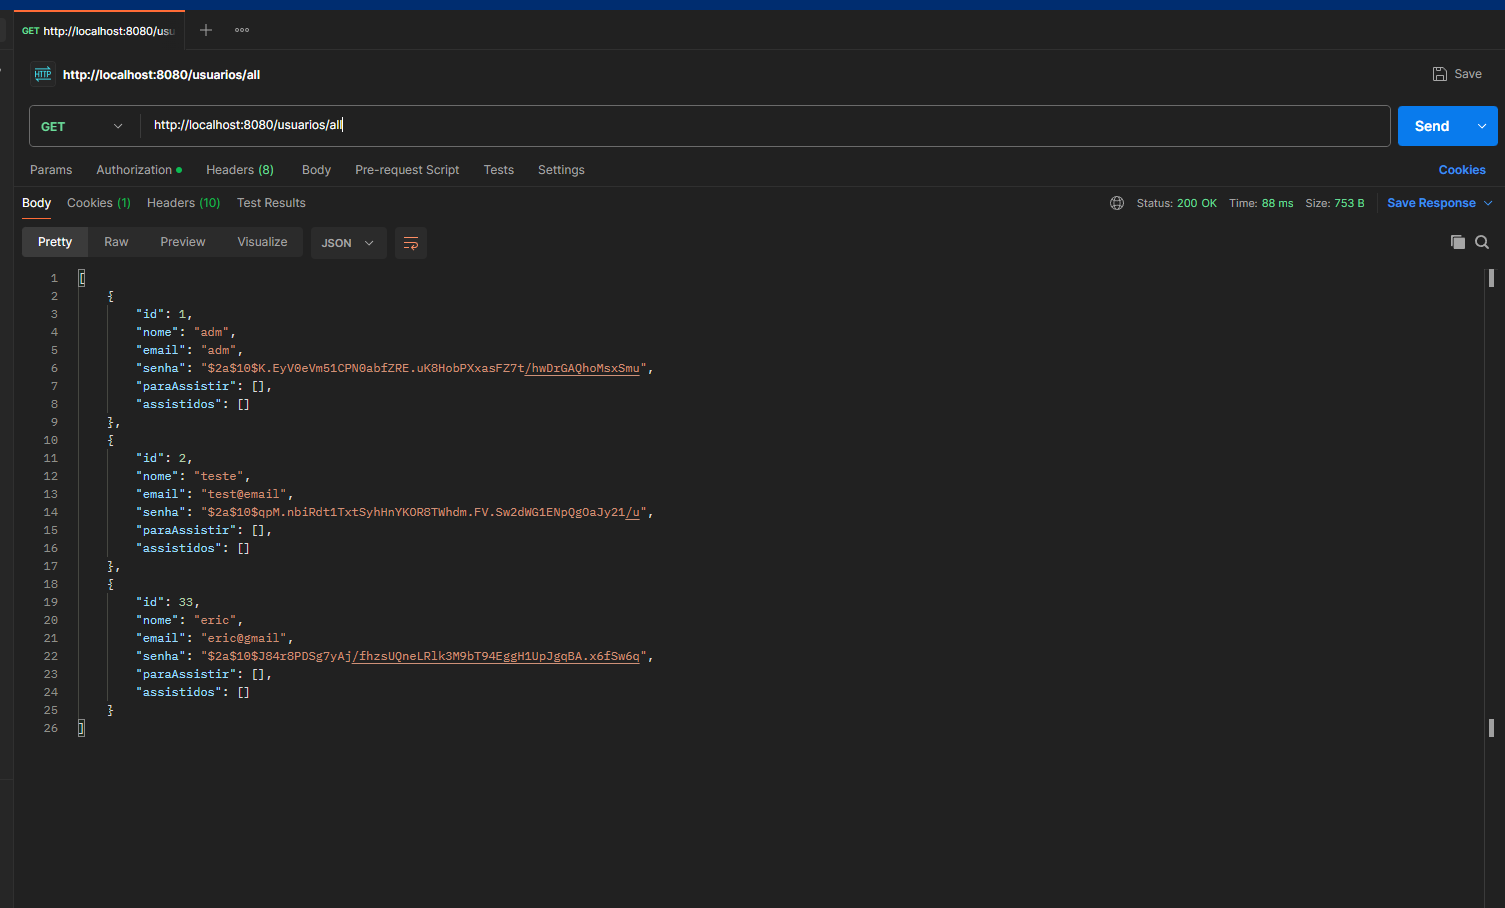 GET http://localhost:8080/usu
HTTP http://localhost:8080/usuarios/all
Save
GET http://localhost:8080/usuarios/all
Send
Params Authorization Headers (8) Body Pre-request Script Tests Settings
Cookies
Body Cookies (1) Headers (10) Test Results
Status: 200 OK Time: 88 ms Size: 753 B Save Response
Pretty Raw Preview Visualize JSON
1 [
2 {
3 "id": 1,
4 "nome": "adm",
5 "email": "adm",
6 "senha": "$2a$10$K.EyV0eVm51CPN0abfZRE.uK8HobPXxasFZ7t/hwDrGAQhoMsxSmu",
7 "paraAssistir": [],
8 "assistidos": []
9 },
10 {
11 "id": 2,
12 "nome": "teste",
13 "email": "test@email",
14 "senha": "$2a$10$qpM.nbiRdt1TxtSyhHnYKOR8TWhdm.FV.Sw2dWG1ENpQgOaJy21/u",
15 "paraAssistir": [],
16 "assistidos": []
17 },
18 {
19 "id": 33,
20 "nome": "eric",
21 "email": "eric@gmail",
22 "senha": "$2a$10$J84r8PDSg7yAj/fhzsUQneLRlk3M9bT94EggH1UpJgqBA.x6fSw6q",
23 "paraAssistir": [],
24 "assistidos": []
25 }
26 ]